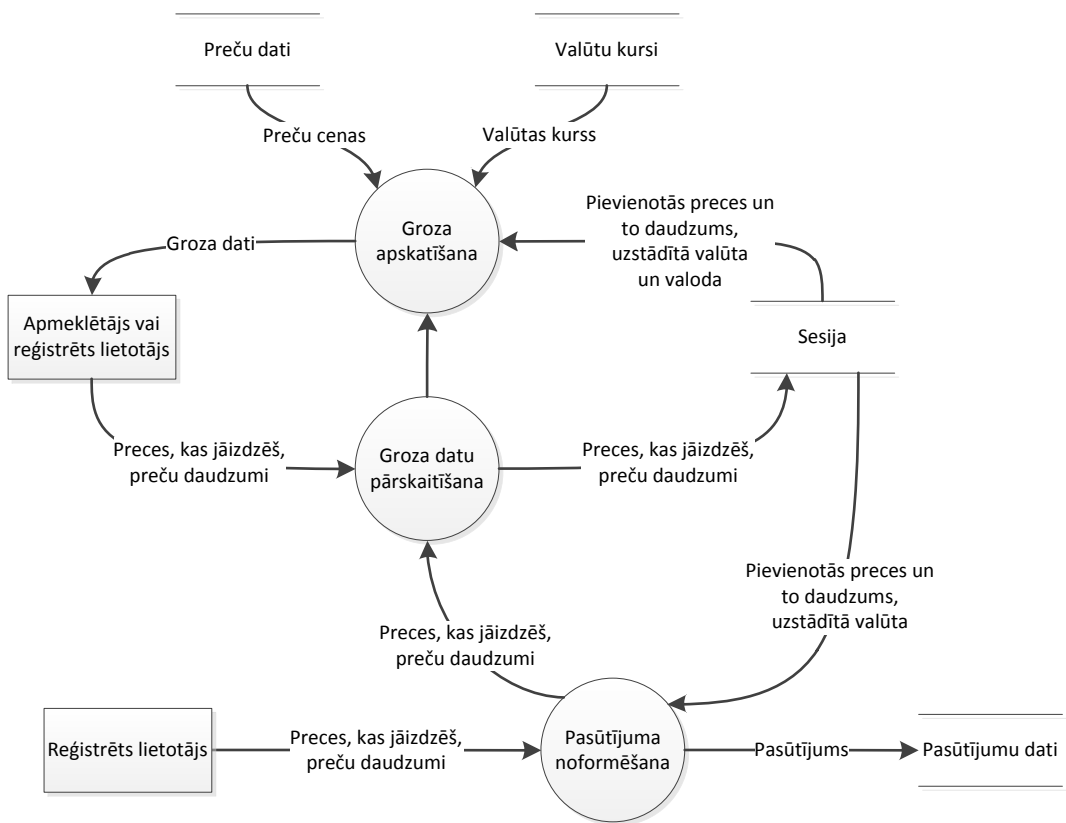 Preču dati
Valūtu kursi
Preču cenas
Valūtas kurss
Groza
apskatīšana
Pievienotās preces un
to daudzums,
uzstādītā valūta
un valoda
Groza dati
Apmeklētājs vai
reģistrēts lietotājs
Sesija
Preces, kas jāizdzēš,
preču daudzumi
Groza datu
pārskaitīšana
Preces, kas jāizdzēš,
preču daudzumi
Pievienotās preces un
to daudzums,
uzstādītā valūta
Preces, kas jāizdzēš,
preču daudzumi
Reģistrēts lietotājs
Preces, kas jāizdzēš,
preču daudzumi
Pasūtījuma
noformēšana
Pasūtījums
Pasūtījumu dati